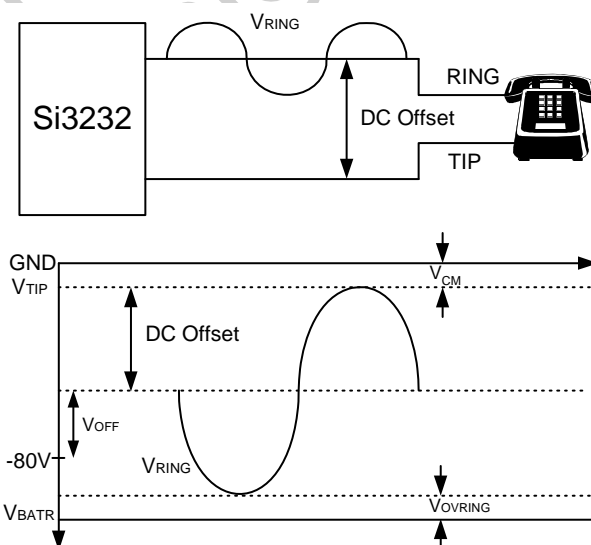 VRING
Si3232
RING
DC Offset
TIP
GND
VTIP
VCM
DC Offset
VOFF
-80V
VRING
VOVRING
VBATR